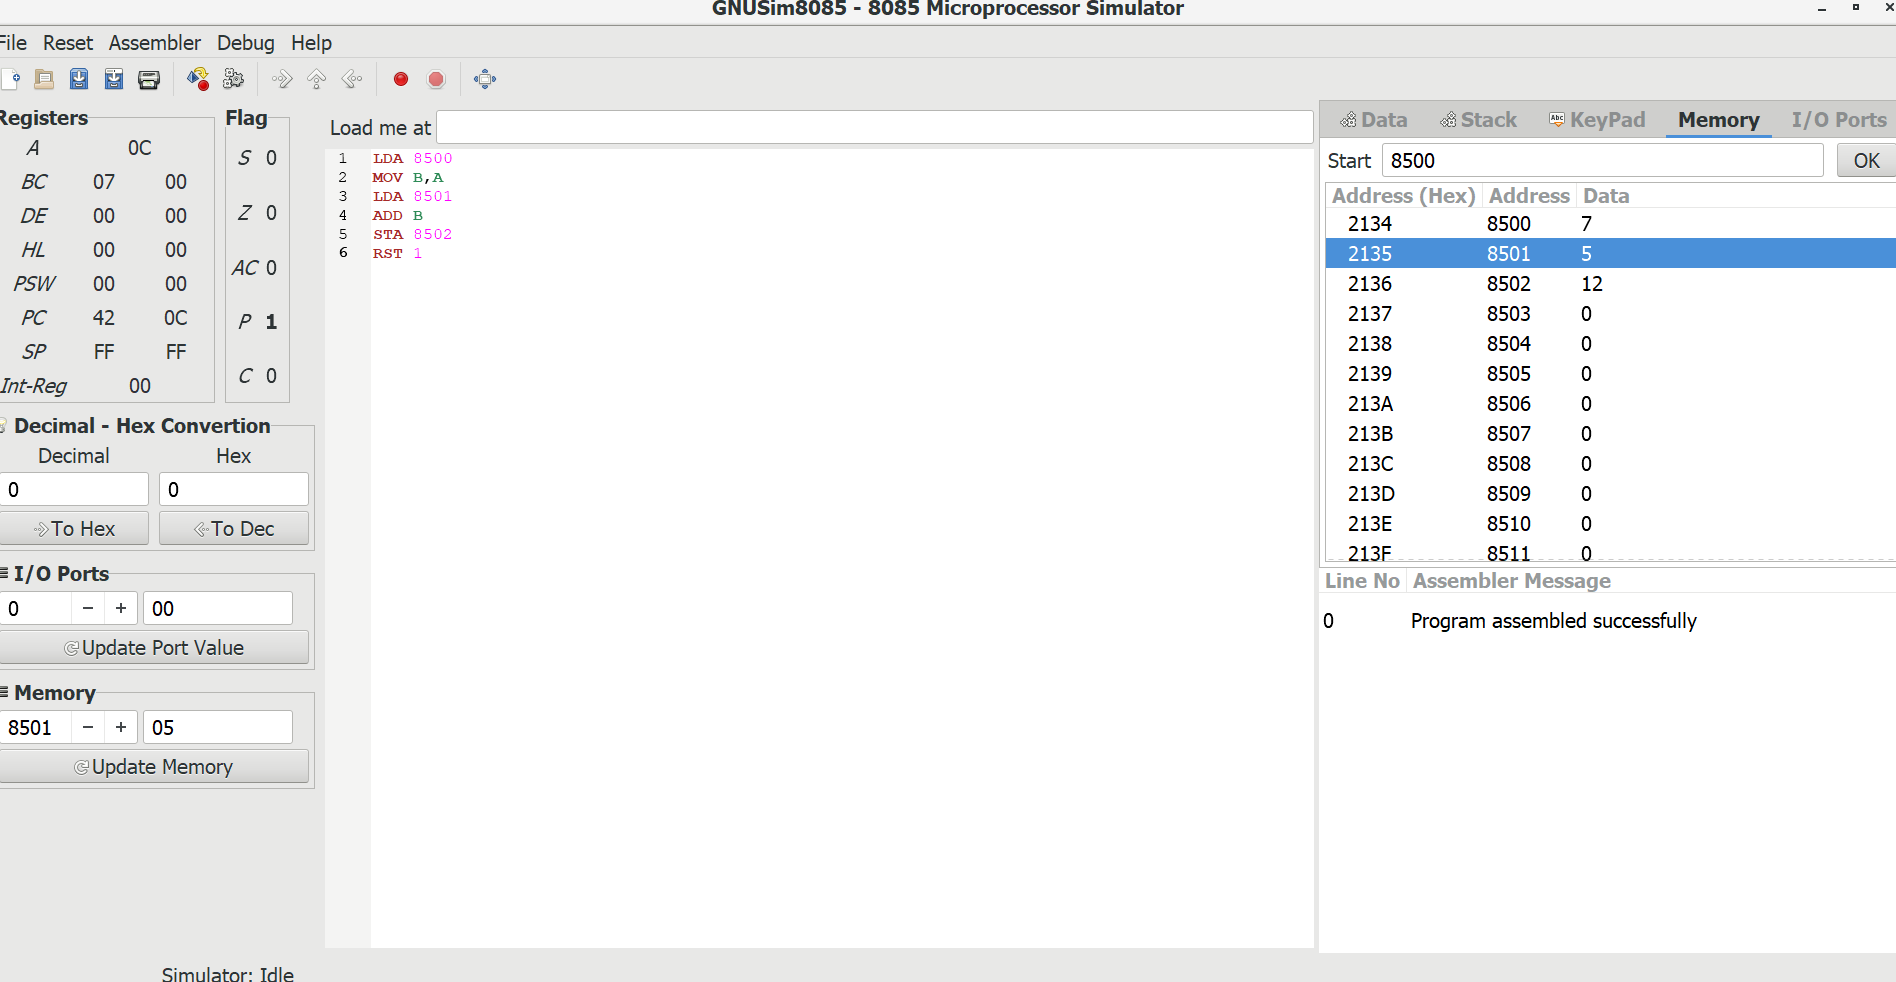 GNUSim8085 - 8085 Microprocessor Simulator
File Reset Assembler Debug Help
Registers
A 0C
BC 07 00
DE 00 00
HL 00 00
PSW 00 00
PC 42 0C
SP FF FF
Int-Reg 00
Flag
S 0
Z 0
AC 0
P 1
C 0
Decimal - Hex Convertion
Decimal Hex
0 0
To Hex To Dec
I/O Ports
0 − + 00
Update Port Value
Memory
8501 − + 05
Update Memory
Load me at
1 LDA 8500
2 MOV B,A
3 LDA 8501
4 ADD B
5 STA 8502
6 RST 1
Data Stack Abc KeyPad Memory I/O Ports
Start 8500 OK
Address (Hex) Address Data
2134 8500 7
2135 8501 5
2136 8502 12
2137 8503 0
2138 8504 0
2139 8505 0
213A 8506 0
213B 8507 0
213C 8508 0
213D 8509 0
213E 8510 0
213F 8511 0
Line No Assembler Message
0 Program assembled successfully
Simulator: Idle